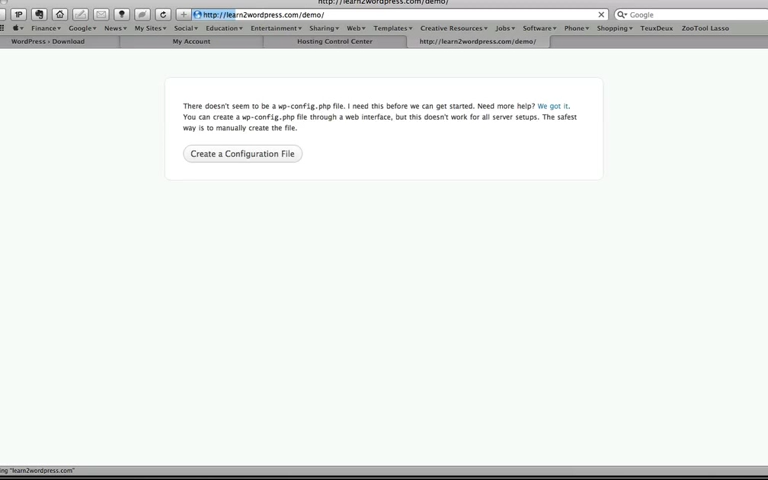 http://learn2wordpress.com/demo/
http://learn2wordpress.com/demo/
Google
Finance Google News My Sites Social Education Entertainment Sharing Web Templates Creative Resources Jobs Software Phone Shopping TeuxDeux ZooTool Lasso
WordPress › Download My Account Hosting Control Center http://learn2wordpress.com/demo/
There doesn't seem to be a wp-config.php file. I need this before we can get started. Need more help? We got it.
You can create a wp-config.php file through a web interface, but this doesn't work for all server setups. The safest
way is to manually create the file.
Create a Configuration File
"learn2wordpress.com"